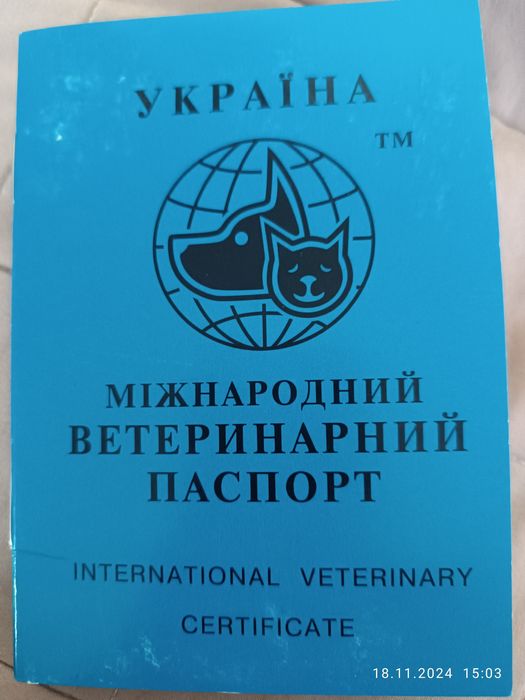 УКРАЇНА
TM
МІЖНАРОДНИЙ
ВЕТЕРИНАРНИЙ
ПАСПОРТ
INTERNATIONAL VETERINARY
CERTIFICATE
18.11.2024 15:03